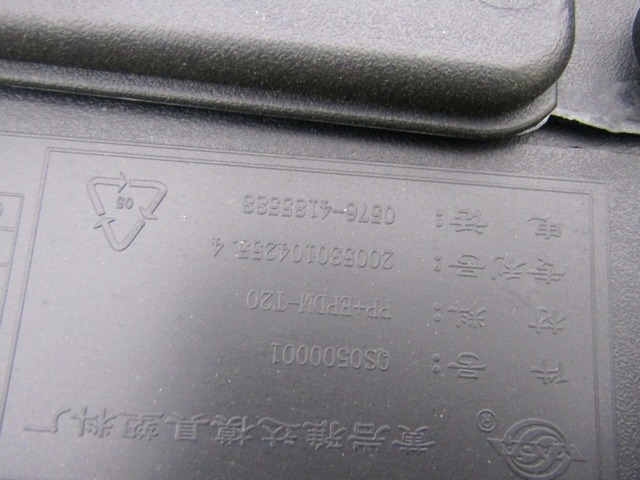 黄岩雅达模具塑料厂
件 号: QS0500001
材 料: PP+EPDM-T20
专利号: 200530104255.4
电 话: 0576-4185588
05